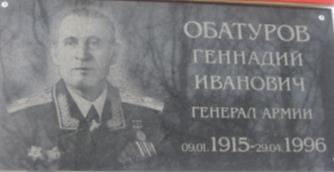 ОБАТУРОВ
ГЕННАДИЙ
ИВАНОВИЧ
ГЕНЕРАЛ АРМИИ
09.01.1915-29.04.1996